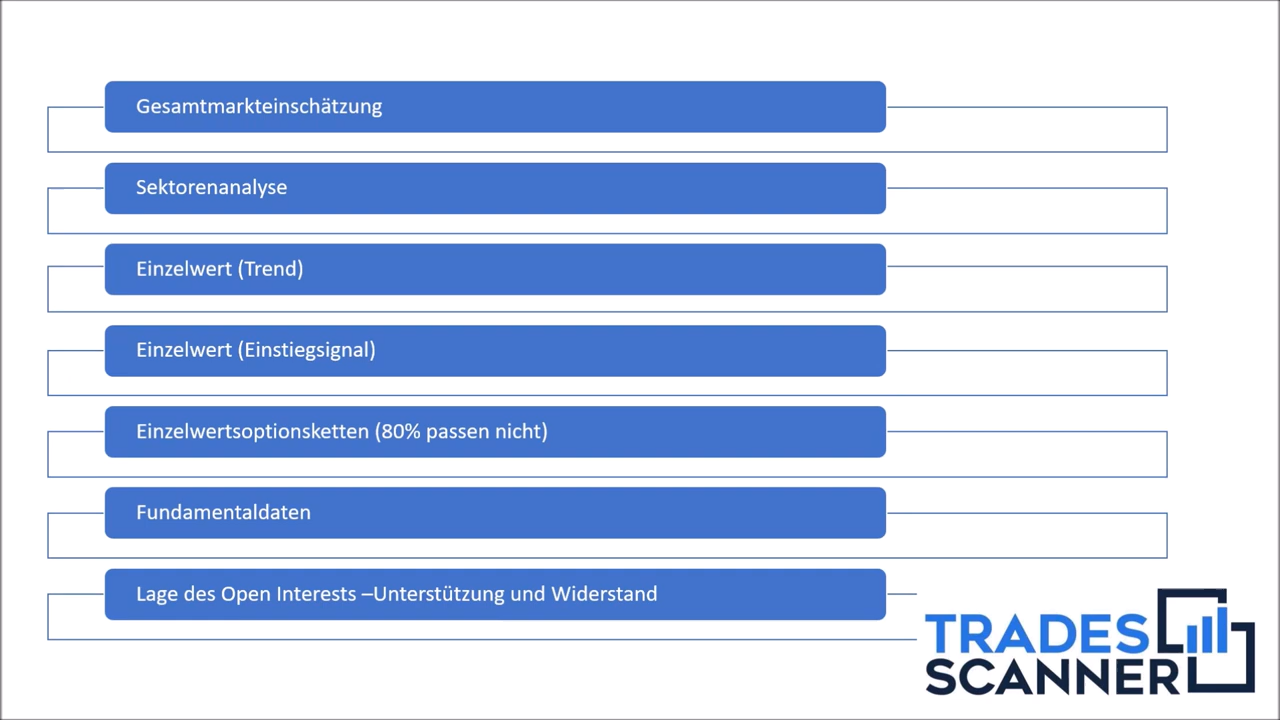 Gesamtmarkteinschätzung
Sektorenanalyse
Einzelwert (Trend)
Einzelwert (Einstiegsignal)
Einzelwertsoptionsketten (80% passen nicht)
Fundamentaldaten
Lage des Open Interests –Unterstützung und Widerstand
TRADES
SCANNER